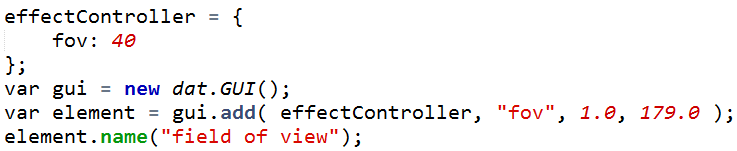 effectController = {
    fov: 40
};
var gui = new dat.GUI();
var element = gui.add( effectController, "fov", 1.0, 179.0 );
element.name("field of view");